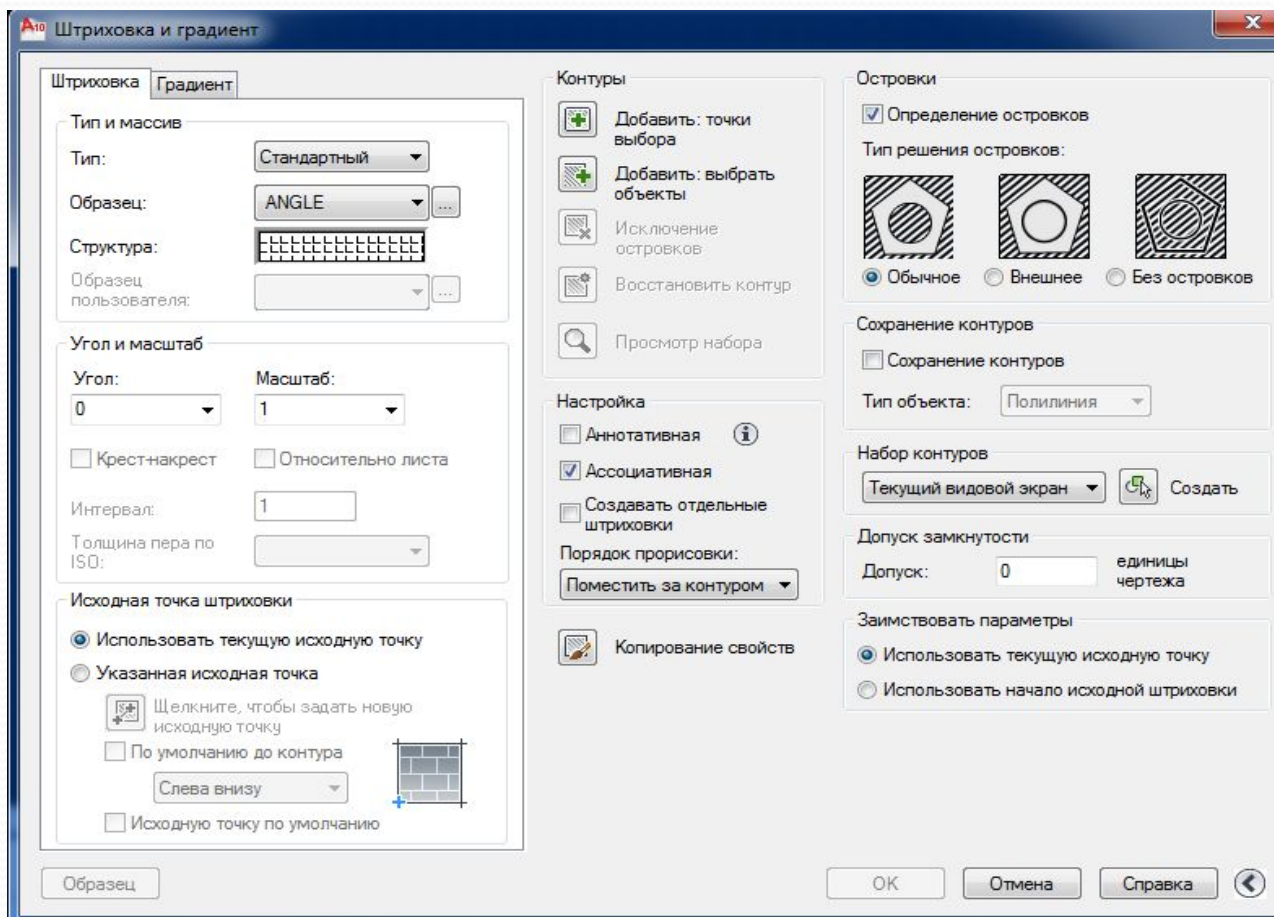 A10 Штриховка и градиент
Штриховка Градиент
Тип и массив
Тип: Стандартный
Образец: ANGLE ...
Структура:
Образец
пользователя: ...
Угол и масштаб
Угол: Масштаб:
0 1
Крест-накрест Относительно листа
Интервал: 1
Толщина пера по
ISO:
Исходная точка штриховки
Использовать текущую исходную точку
Указанная исходная точка
Щелкните, чтобы задать новую
исходную точку
По умолчанию до контура
Слева внизу
Исходную точку по умолчанию
Контуры
Добавить: точки
выбора
Добавить: выбрать
объекты
Исключение
островков
Восстановить контур
Просмотр набора
Настройка
Аннотативная
Ассоциативная
Создавать отдельные
штриховки
Порядок прорисовки:
Поместить за контуром
Копирование свойств
Островки
Определение островков
Тип решения островков:
Обычное Внешнее Без островков
Сохранение контуров
Сохранение контуров
Тип объекта: Полилиния
Набор контуров
Текущий видовой экран Создать
Допуск замкнутости
Допуск: 0 единицы
чертежа
Заимствовать параметры
Использовать текущую исходную точку
Использовать начало исходной штриховки
Образец OK Отмена Справка